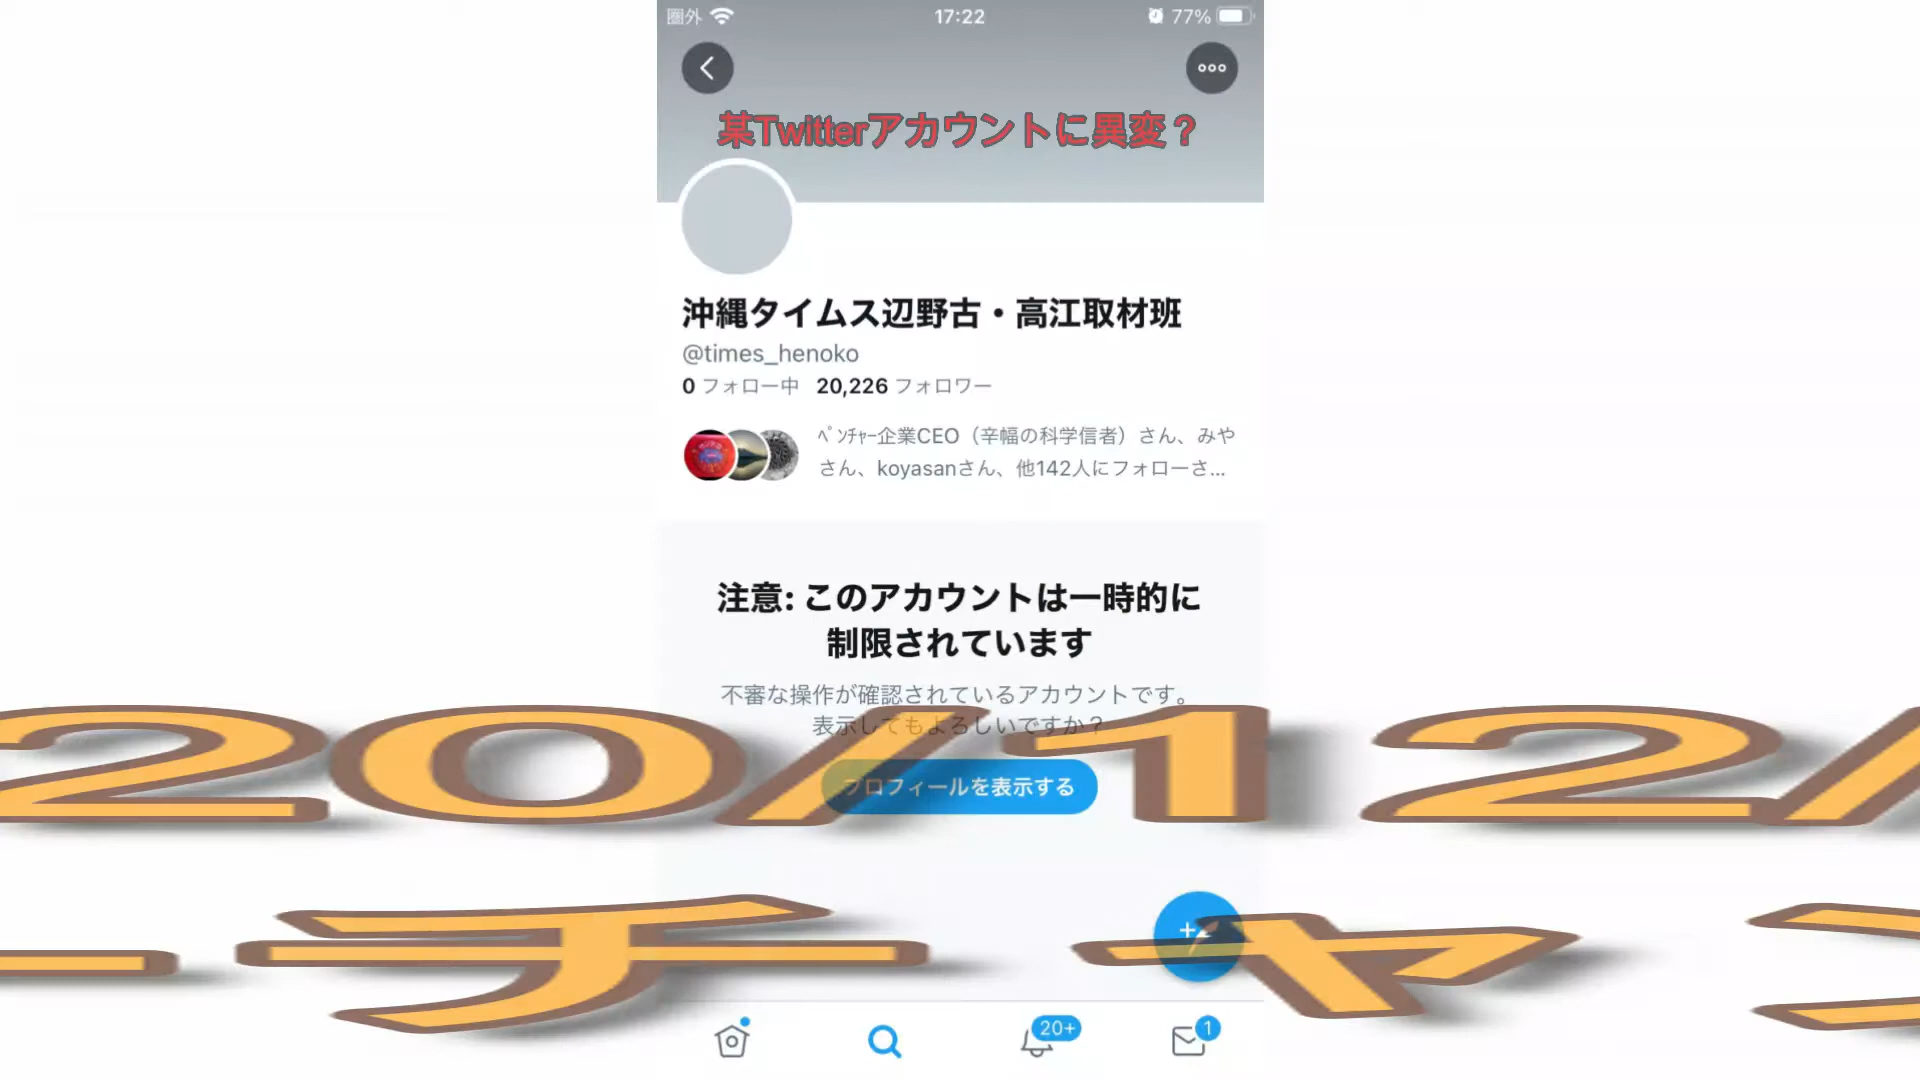 圏外 17:22 77%
某Twitterアカウントに異変？
沖縄タイムス辺野古・高江取材班
@times_henoko
0 フォロー中 20,226 フォロワー
ﾍﾟﾝﾁｬｰ企業CEO（辛幅の科学信者）さん、みや
さん、koyasanさん、他142人にフォローさ...
注意: このアカウントは一時的に
制限されています
不審な操作が確認されているアカウントです。
表示してもよろしいですか？
プロフィールを表示する
20/12/
ーチャン
20+ 1